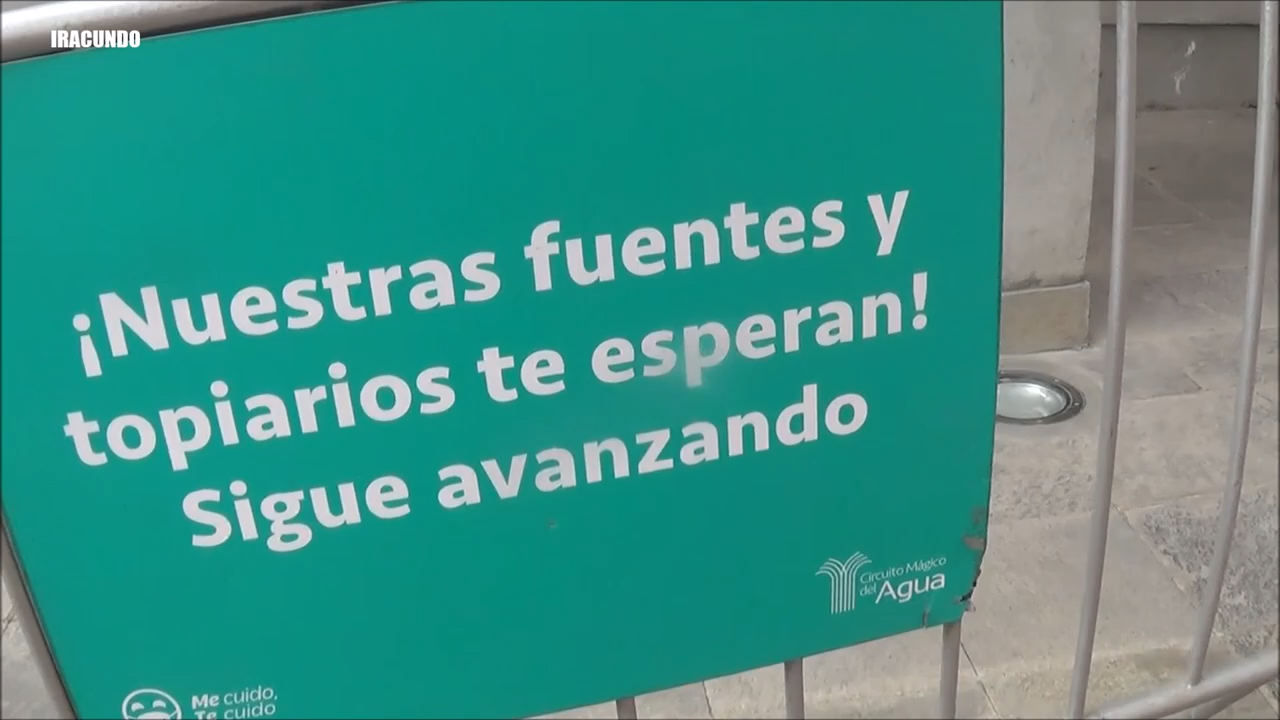 IRACUNDO
¡Nuestras fuentes y
topiarios te esperan!
Sigue avanzando
Circuito Mágico
del Agua
Me cuido,
Te cuido